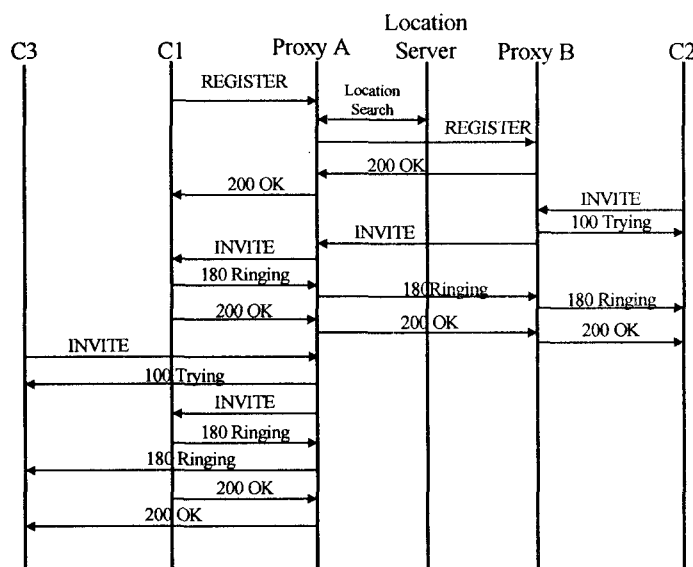 C3
C1
Proxy A
Location
Server
Proxy B
C2
REGISTER
Location
Search
REGISTER
200 OK
200 OK
INVITE
100 Trying
INVITE
INVITE
180 Ringing
180Ringing
180 Ringing
200 OK
200 OK
200 OK
INVITE
100 Trying
INVITE
180 Ringing
180 Ringing
200 OK
200 OK